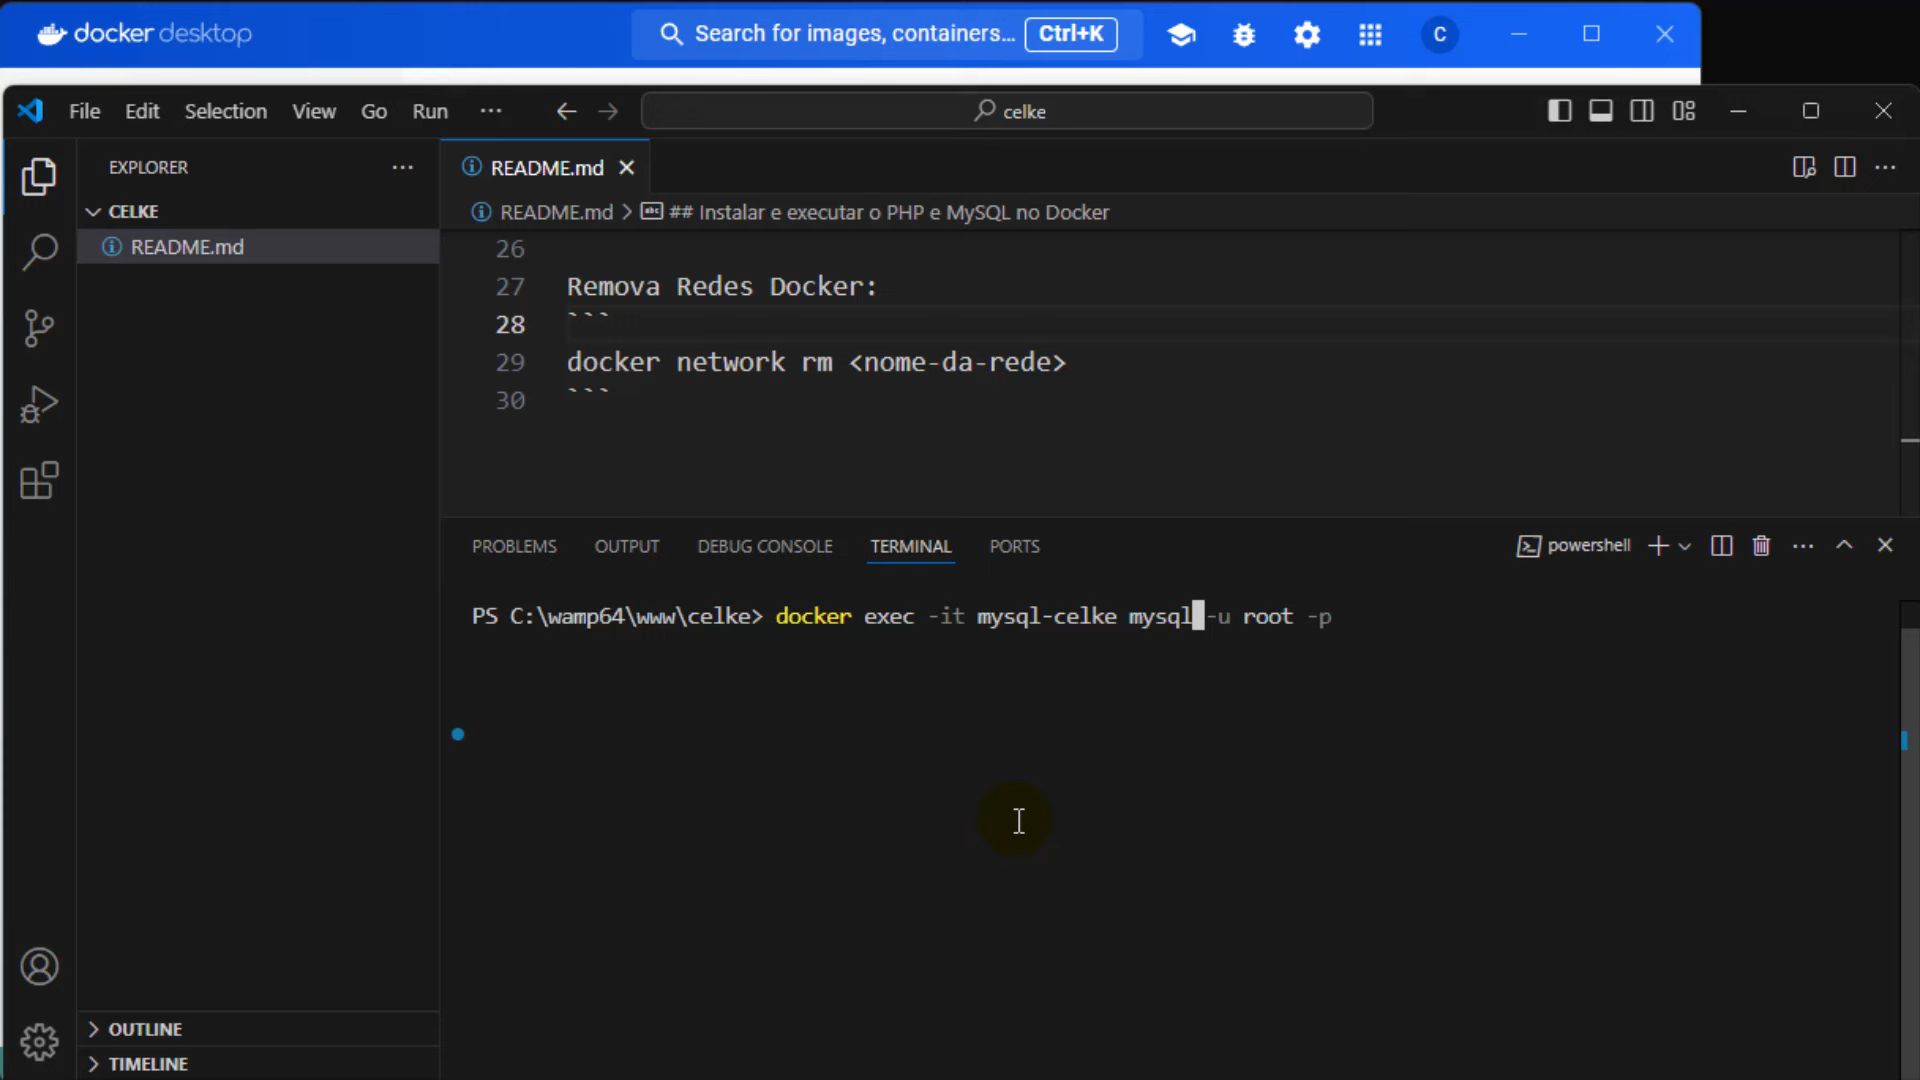 docker desktop
Search for images, containers... Ctrl+K
C
File Edit Selection View Go Run ···
celke
EXPLORER ···
README.md
CELKE
README.md > ## Instalar e executar o PHP e MySQL no Docker
README.md
26
27 Remova Redes Docker:
28 ```
29 docker network rm <nome-da-rede>
30 ```
PROBLEMS OUTPUT DEBUG CONSOLE TERMINAL PORTS
powershell
PS C:\wamp64\www\celke> docker exec -it mysql-celke mysql -u root -p
OUTLINE
TIMELINE